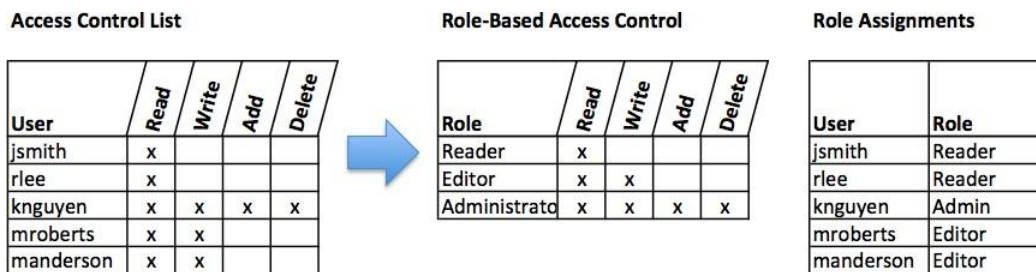 Access Control List
User Read Write Add Delete
jsmith x
rlee x
knguyen x x x x
mroberts x x
manderson x x
Role-Based Access Control
Role Read Write Add Delete
Reader x
Editor x x
Administrato x x x x
Role Assignments
User Role
jsmith Reader
rlee Reader
knguyen Admin
mroberts Editor
manderson Editor